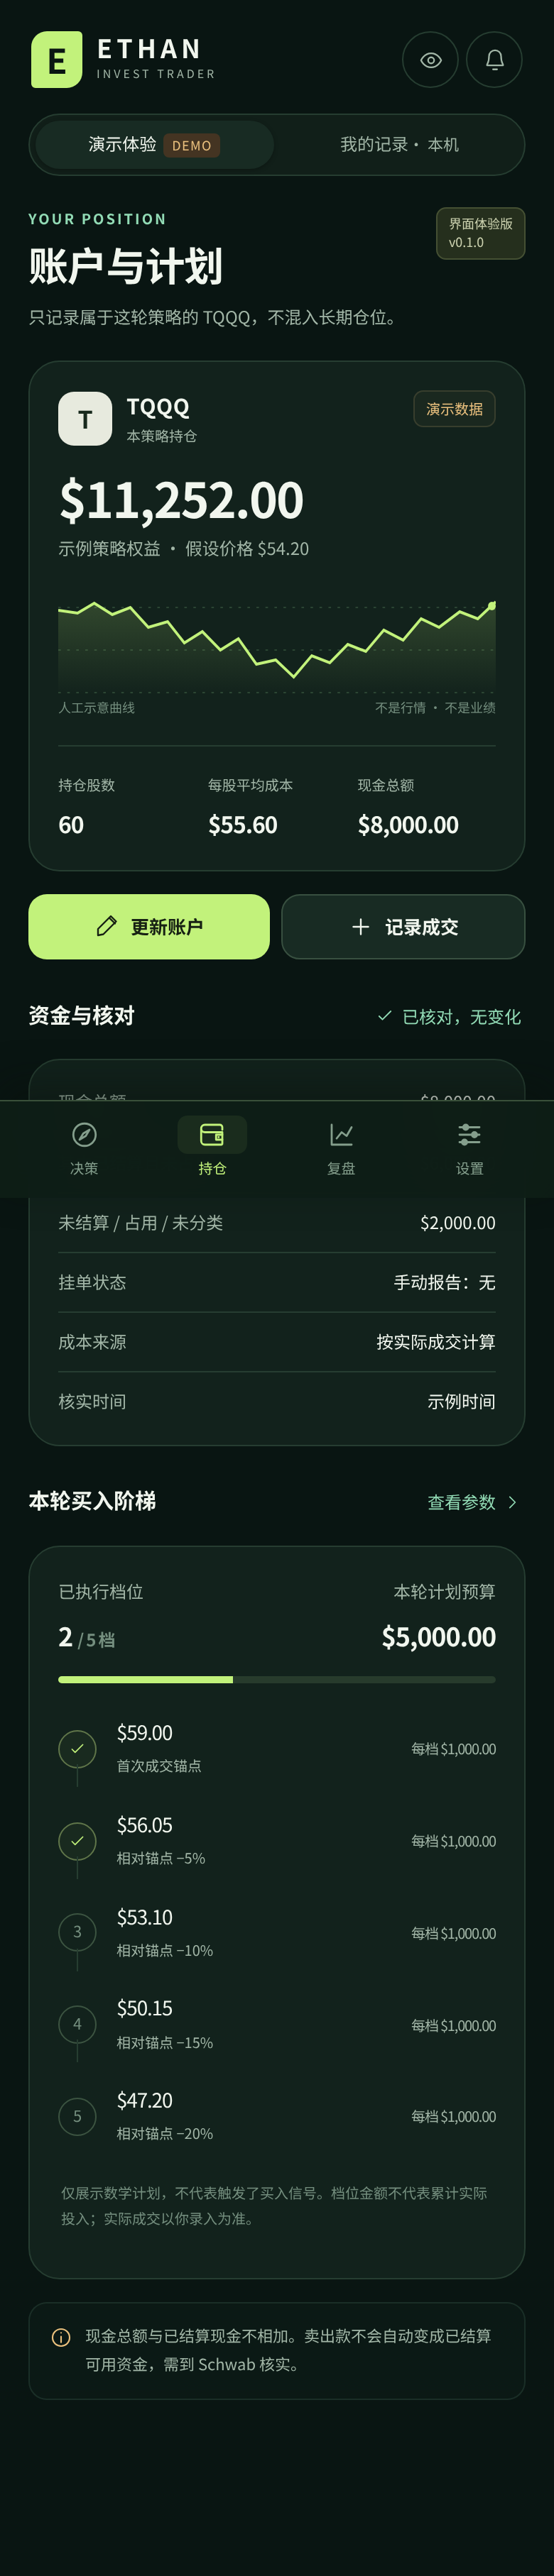 E
ETHAN
INVEST TRADER
演示体验 DEMO
我的记录· 本机
YOUR POSITION
账户与计划
界面体验版
v0.1.0
只记录属于这轮策略的 TQQQ，不混入长期仓位。
T
TQQQ
本策略持仓
演示数据
$11,252.00
示例策略权益 · 假设价格 $54.20
人工示意曲线
不是行情 · 不是业绩
持仓股数
每股平均成本
现金总额
60
$55.60
$8,000.00
更新账户
记录成交
资金与核对
已核对，无变化
现金总额
$8,000.00
决策
持仓
复盘
设置
未结算 / 占用 / 未分类
$2,000.00
挂单状态
手动报告：无
成本来源
按实际成交计算
核实时间
示例时间
本轮买入阶梯
查看参数
已执行档位
本轮计划预算
2 / 5 档
$5,000.00
$59.00
首次成交锚点
每档 $1,000.00
$56.05
相对锚点 −5%
每档 $1,000.00
3
$53.10
相对锚点 −10%
每档 $1,000.00
4
$50.15
相对锚点 −15%
每档 $1,000.00
5
$47.20
相对锚点 −20%
每档 $1,000.00
仅展示数学计划，不代表触发了买入信号。档位金额不代表累计实际
投入；实际成交以你录入为准。
现金总额与已结算现金不相加。卖出款不会自动变成已结算
可用资金，需到 Schwab 核实。